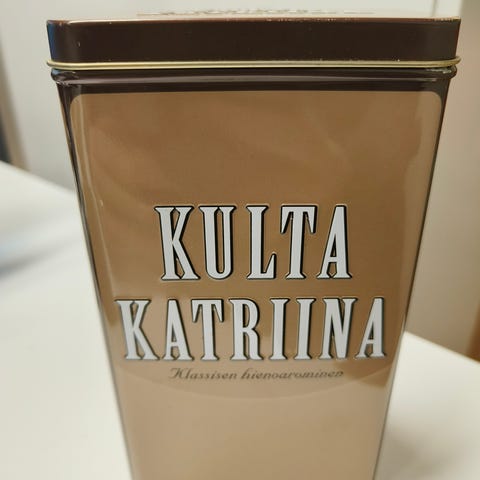 KULTA
KATRIINA
Klassisen hienoarominen